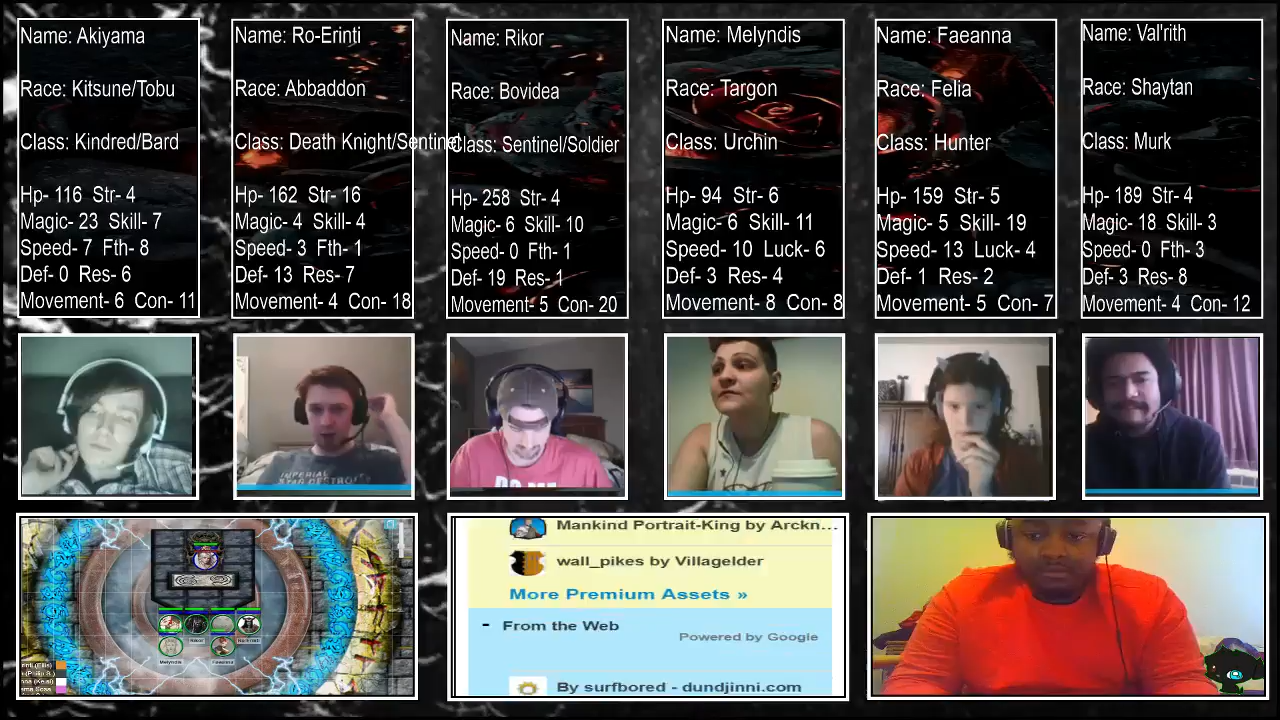 Name: Akiyama
Race: Kitsune/Tobu
Class: Kindred/Bard
Hp- 116 Str- 4
Magic- 23 Skill- 7
Speed- 7 Fth- 8
Def- 0 Res- 6
Movement- 6 Con- 11
Name: Ro-Erinti
Race: Abbaddon
Class: Death Knight/Sentinel
Hp- 162 Str- 16
Magic- 4 Skill- 4
Speed- 3 Fth- 1
Def- 13 Res- 7
Movement- 4 Con- 18
Name: Rikor
Race: Bovidea
Class: Sentinel/Soldier
Hp- 258 Str- 4
Magic- 6 Skill- 10
Speed- 0 Fth- 1
Def- 19 Res- 1
Movement- 5 Con- 20
Name: Melyndis
Race: Targon
Class: Urchin
Hp- 94 Str- 6
Magic- 6 Skill- 11
Speed- 10 Luck- 6
Def- 3 Res- 4
Movement- 8 Con- 8
Name: Faeanna
Race: Felia
Class: Hunter
Hp- 159 Str- 5
Magic- 5 Skill- 19
Speed- 13 Luck- 4
Def- 1 Res- 2
Movement- 5 Con- 7
Name: Val'rith
Race: Shaytan
Class: Murk
Hp- 189 Str- 4
Magic- 18 Skill- 3
Speed- 0 Fth- 3
Def- 3 Res- 8
Movement- 4 Con- 12
IMPERIAL
Rikor
Melyndis
Faeanna
Mankind Portrait-King by Arckn...
wall_pikes by Villagelder
More Premium Assets »
- From the Web
Powered by Google
By surfbored - dundjinni.com